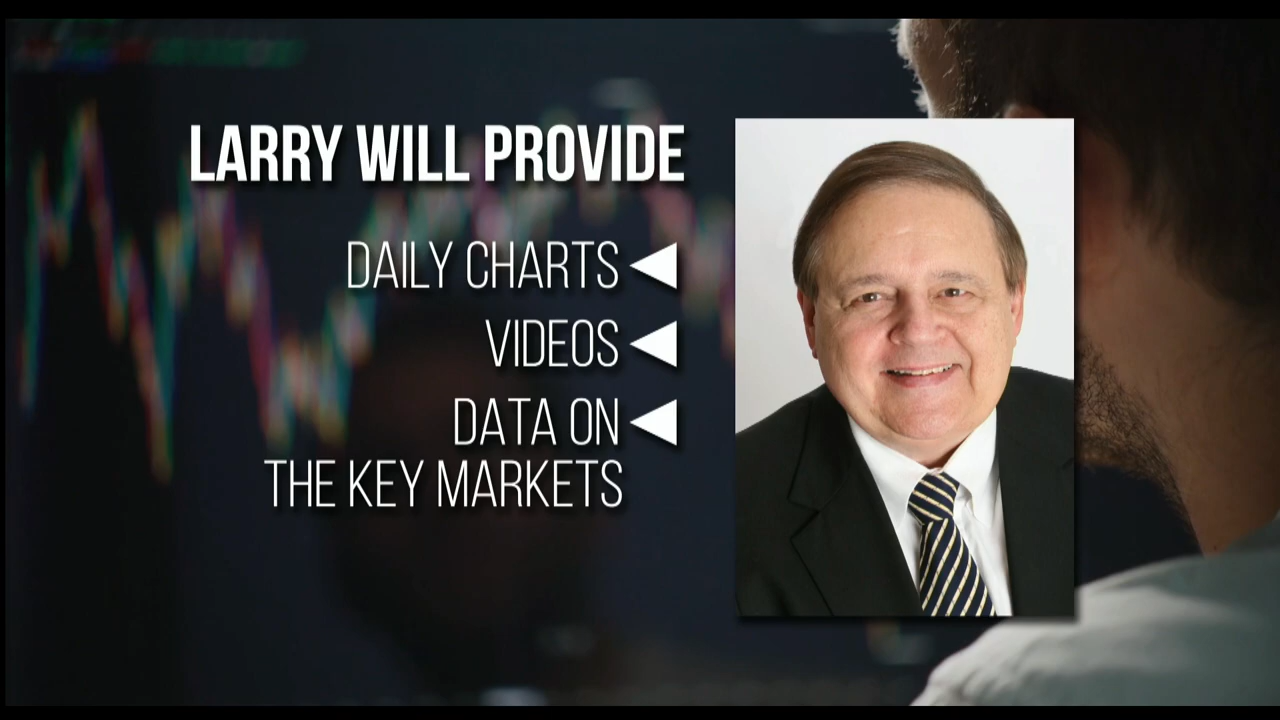 LARRY WILL PROVIDE
DAILY CHARTS
VIDEOS
DATA ON
THE KEY MARKETS